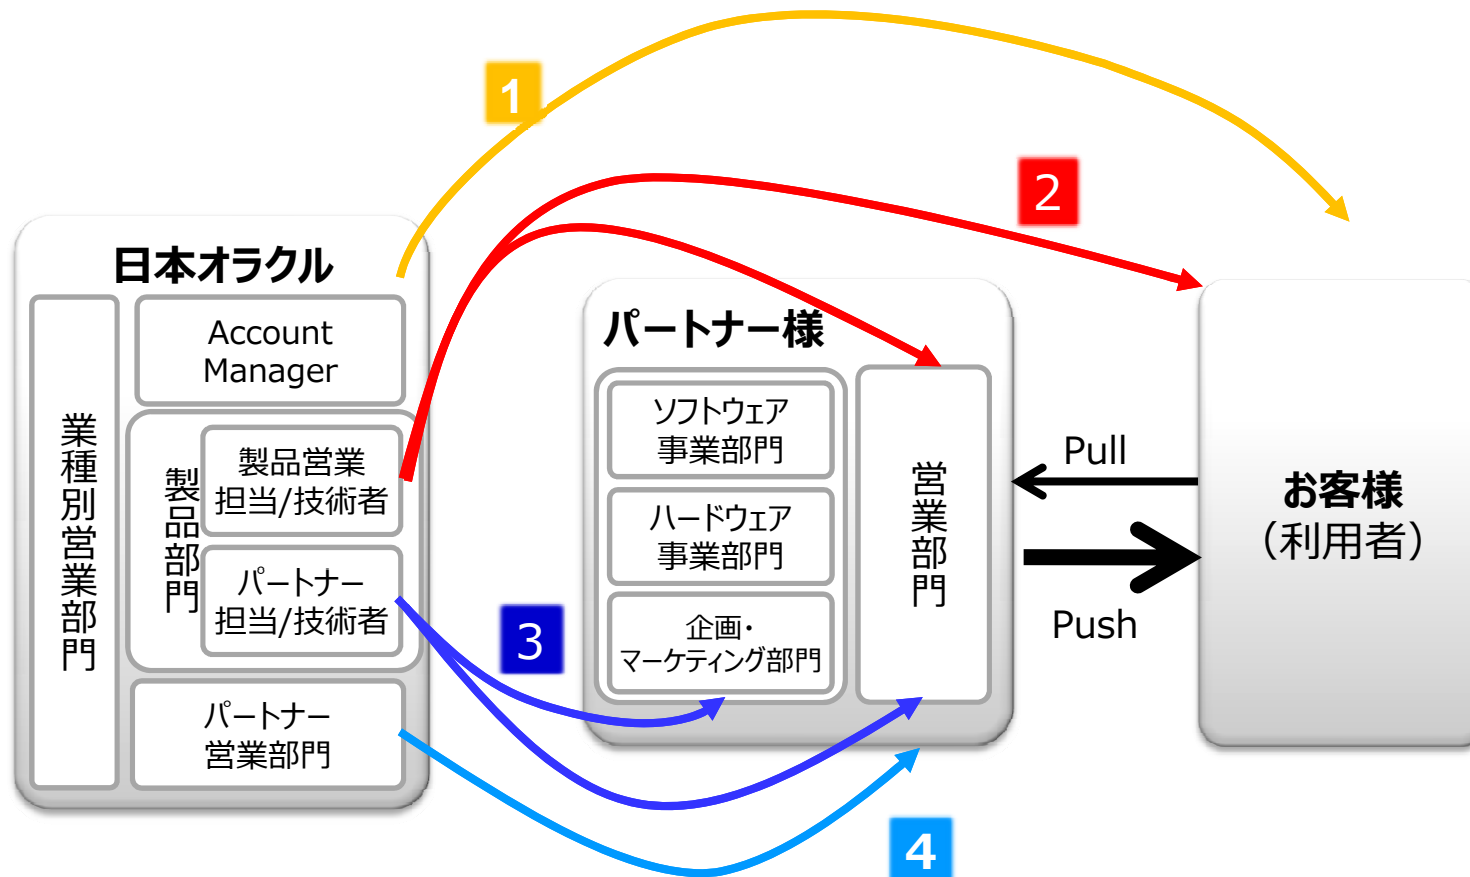 1
2
日本オラクル
業種別営業部門
Account
Manager
製品部門
製品営業
担当/技術者
パートナー
担当/技術者
パートナー
営業部門
3
4
パートナー様
ソフトウェア
事業部門
ハードウェア
事業部門
企画・
マーケティング部門
営業部門
Pull
Push
お客様
（利用者）